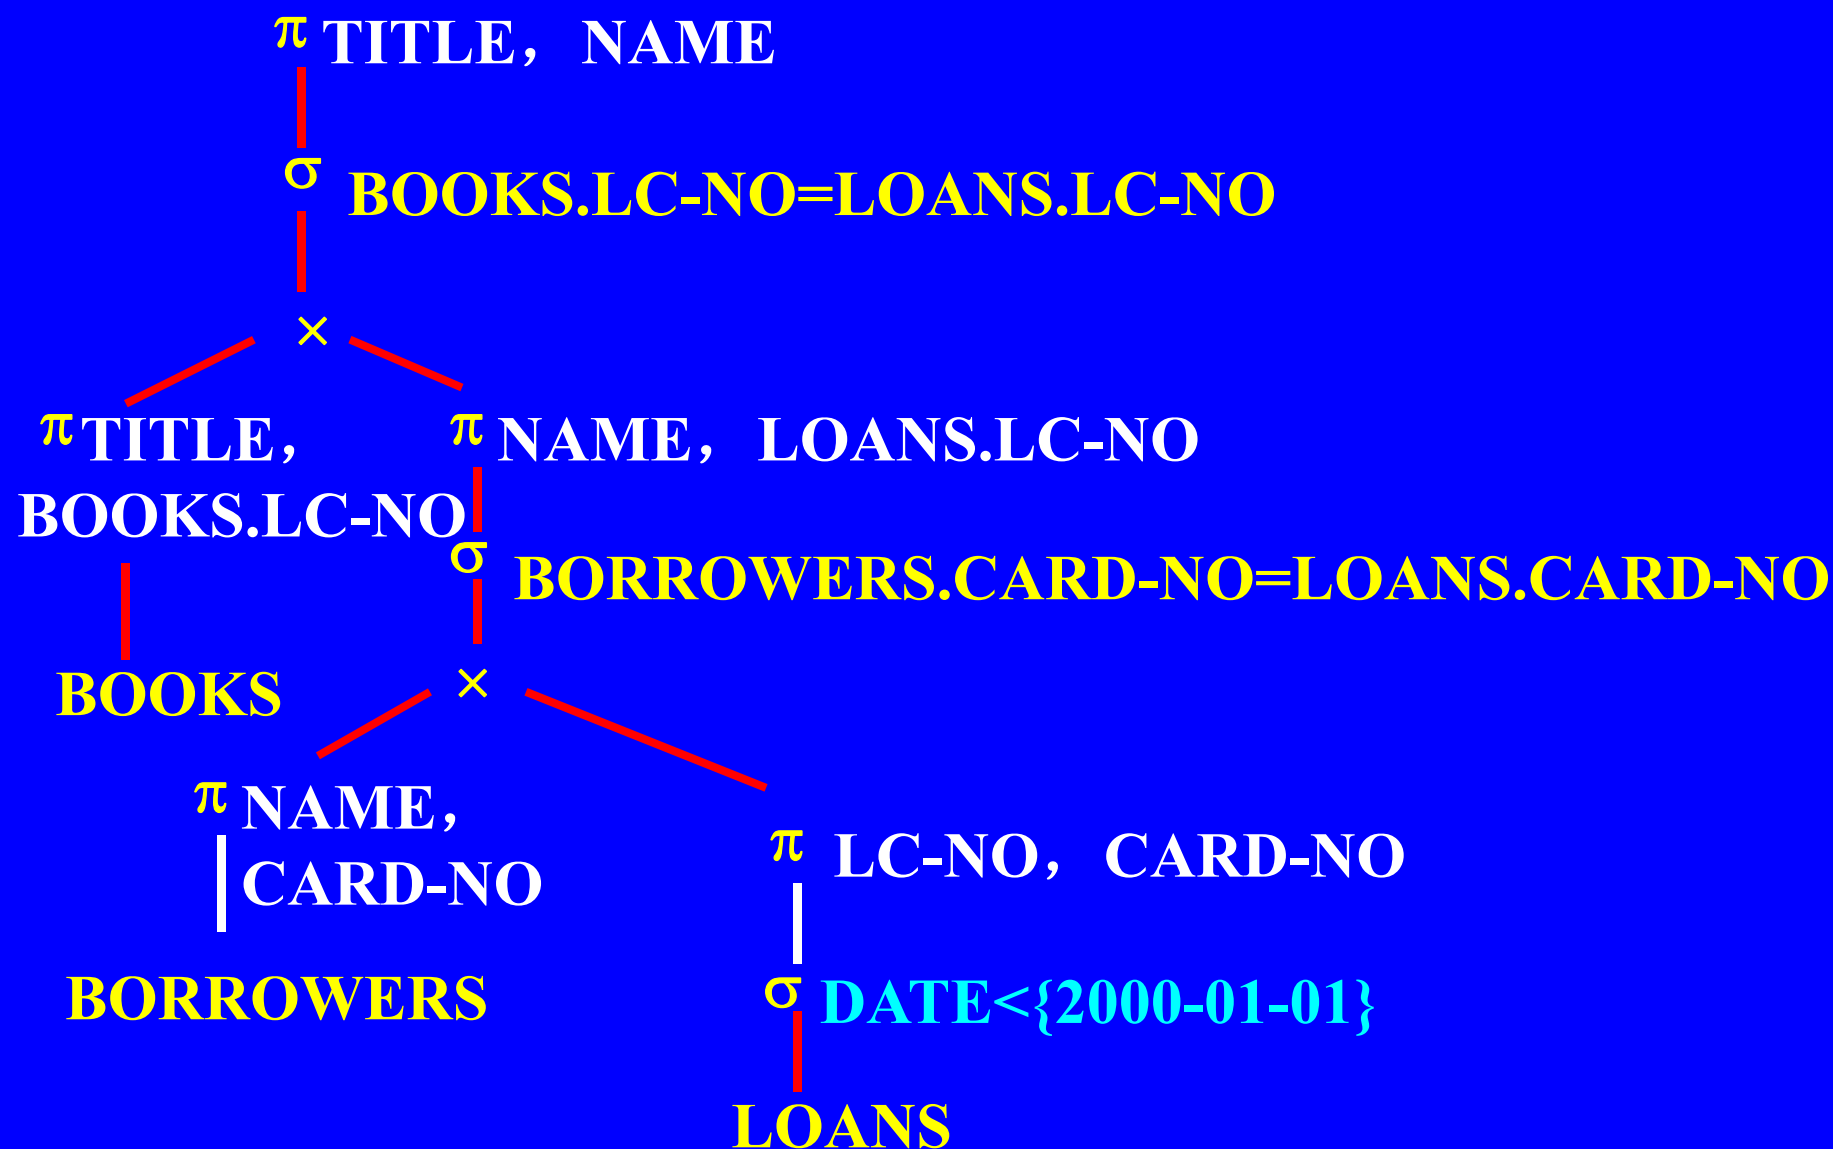 π TITLE，NAME
σ BOOKS.LC-NO=LOANS.LC-NO
×
π TITLE，
BOOKS.LC-NO
π NAME，LOANS.LC-NO
σ BORROWERS.CARD-NO=LOANS.CARD-NO
BOOKS
×
π NAME，
CARD-NO
π LC-NO，CARD-NO
BORROWERS
σ DATE<{2000-01-01}
LOANS